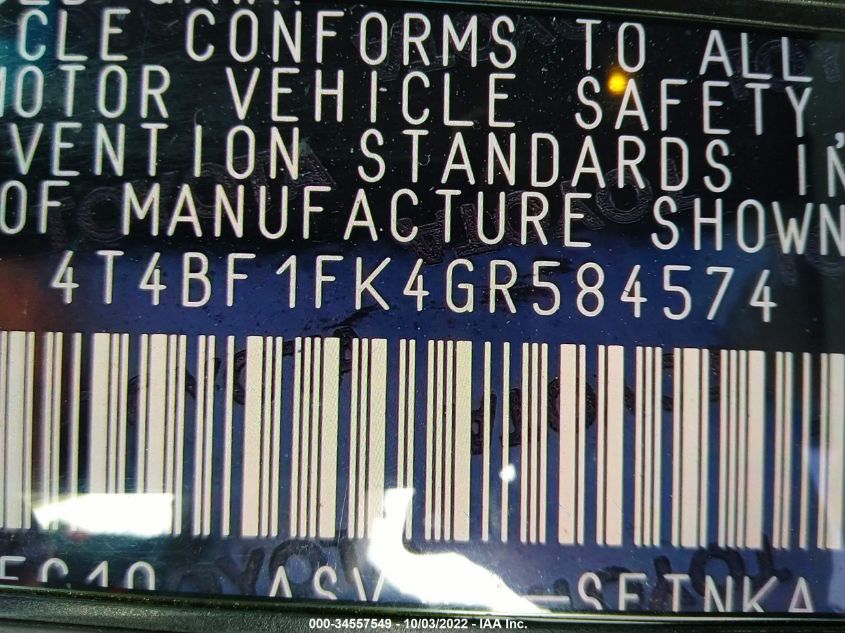 CLE CONFORMS TO ALL
MOTOR VEHICLE SAFETY
VENTION STANDARDS IN
OF MANUFACTURE SHOWN
4T4BF1FK4GR584574
000-34557549 - 10/03/2022 - IAA Inc.